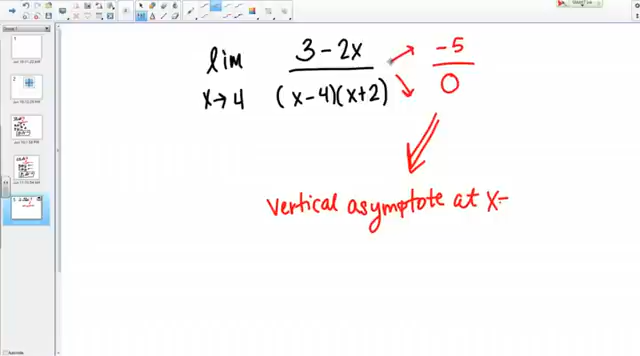 lim 3 - 2x -5
x→4 (x-4)(x+2) 0
vertical asymptote at x=